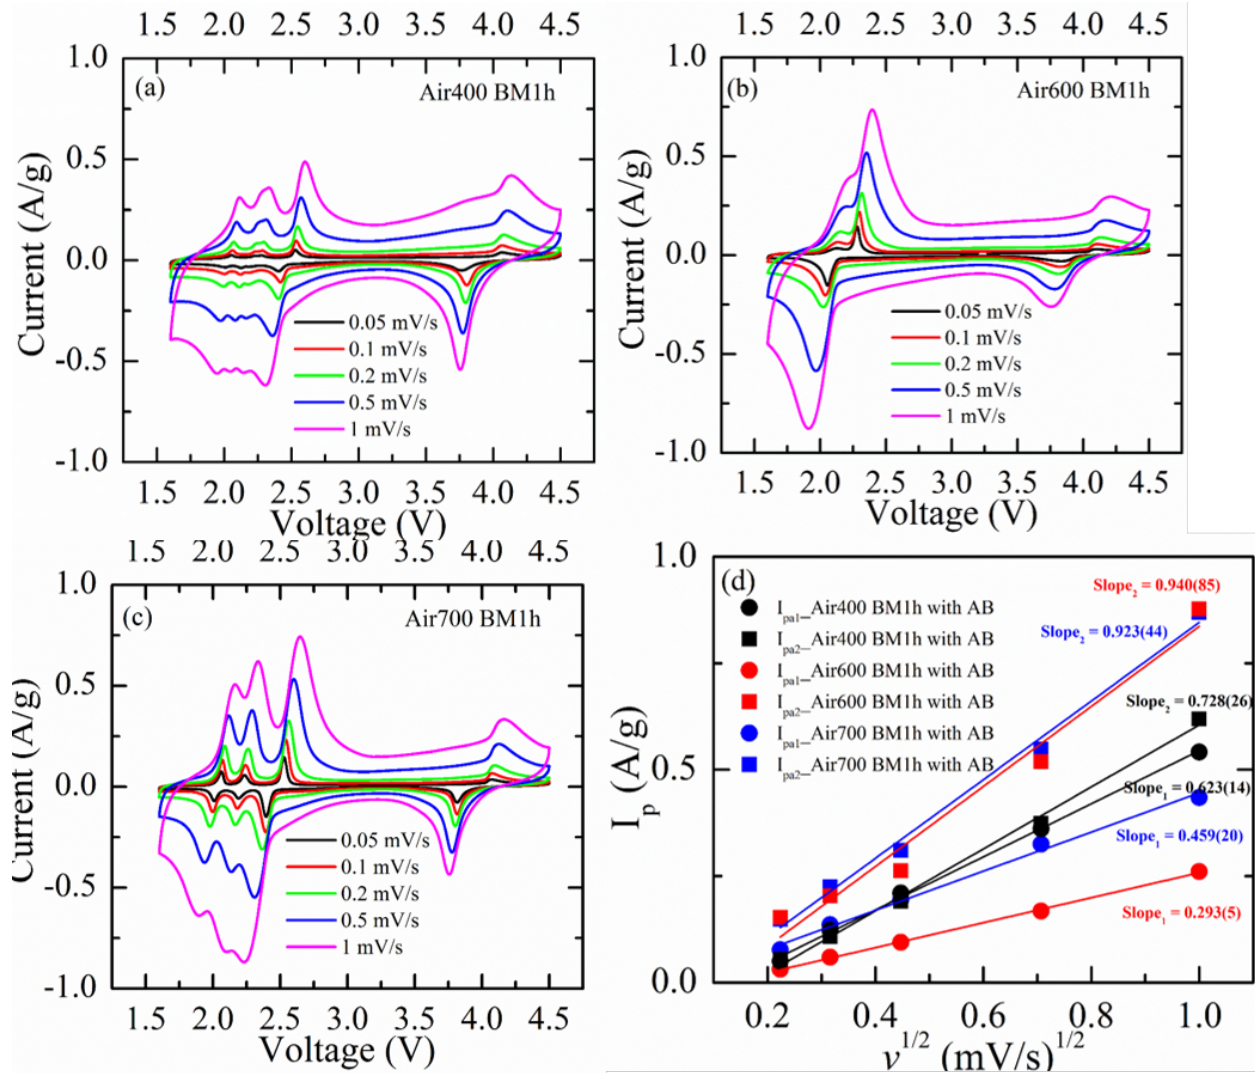 1.5 2.0 2.5 3.0 3.5 4.0 4.5
1.0
0.5
0.0
-0.5
-1.0
Current (A/g)
(a)
Air400 BM1h
0.05 mV/s
0.1 mV/s
0.2 mV/s
0.5 mV/s
1 mV/s
1.5 2.0 2.5 3.0 3.5 4.0 4.5
Voltage (V)
1.5 2.0 2.5 3.0 3.5 4.0 4.5
1.0
0.5
0.0
-0.5
-1.0
Current (A/g)
(b)
Air600 BM1h
0.05 mV/s
0.1 mV/s
0.2 mV/s
0.5 mV/s
1 mV/s
1.5 2.0 2.5 3.0 3.5 4.0 4.5
Voltage (V)
1.5 2.0 2.5 3.0 3.5 4.0 4.5
1.0
0.5
0.0
-0.5
-1.0
Current (A/g)
(c)
Air700 BM1h
0.05 mV/s
0.1 mV/s
0.2 mV/s
0.5 mV/s
1 mV/s
1.5 2.0 2.5 3.0 3.5 4.0 4.5
Voltage (V)
1.0
0.5
0.0
Ip (A/g)
(d)
Ipa1_Air400 BM1h with AB
Ipa2_Air400 BM1h with AB
Ipa1_Air600 BM1h with AB
Ipa2_Air600 BM1h with AB
Ipa1_Air700 BM1h with AB
Ipa2_Air700 BM1h with AB
Slope2 = 0.940(85)
Slope2 = 0.923(44)
Slope2 = 0.728(26)
Slope1 = 0.623(14)
Slope1 = 0.459(20)
Slope1 = 0.293(5)
0.2 0.4 0.6 0.8 1.0
v1/2 (mV/s)1/2